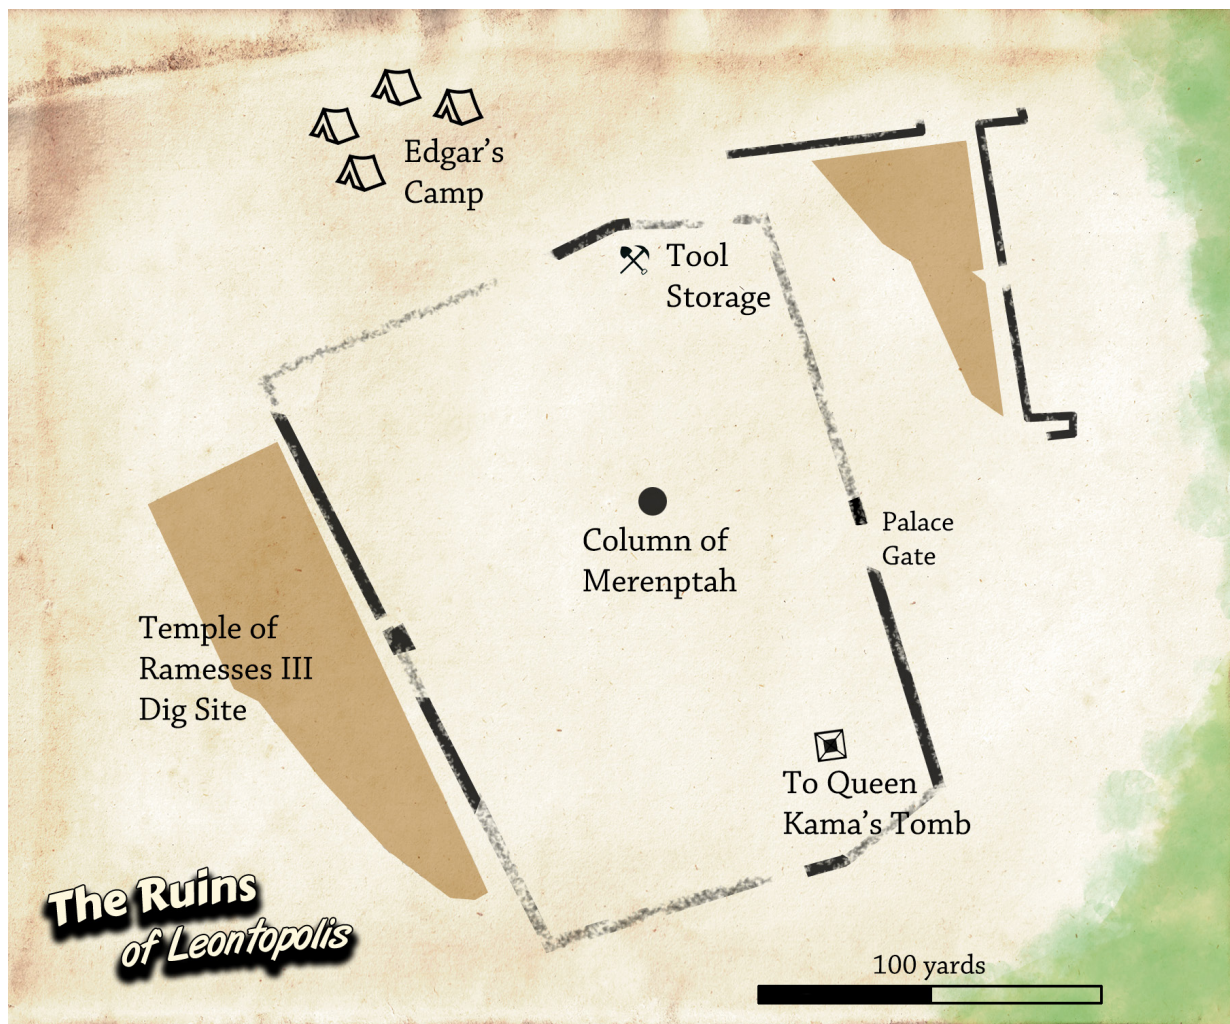 Edgar's
Camp
Tool
Storage
Palace
Gate
Column of
Merenptah
Temple of
Ramesses III
Dig Site
To Queen
Kama's Tomb
The Ruins
of Leontopolis
100 yards